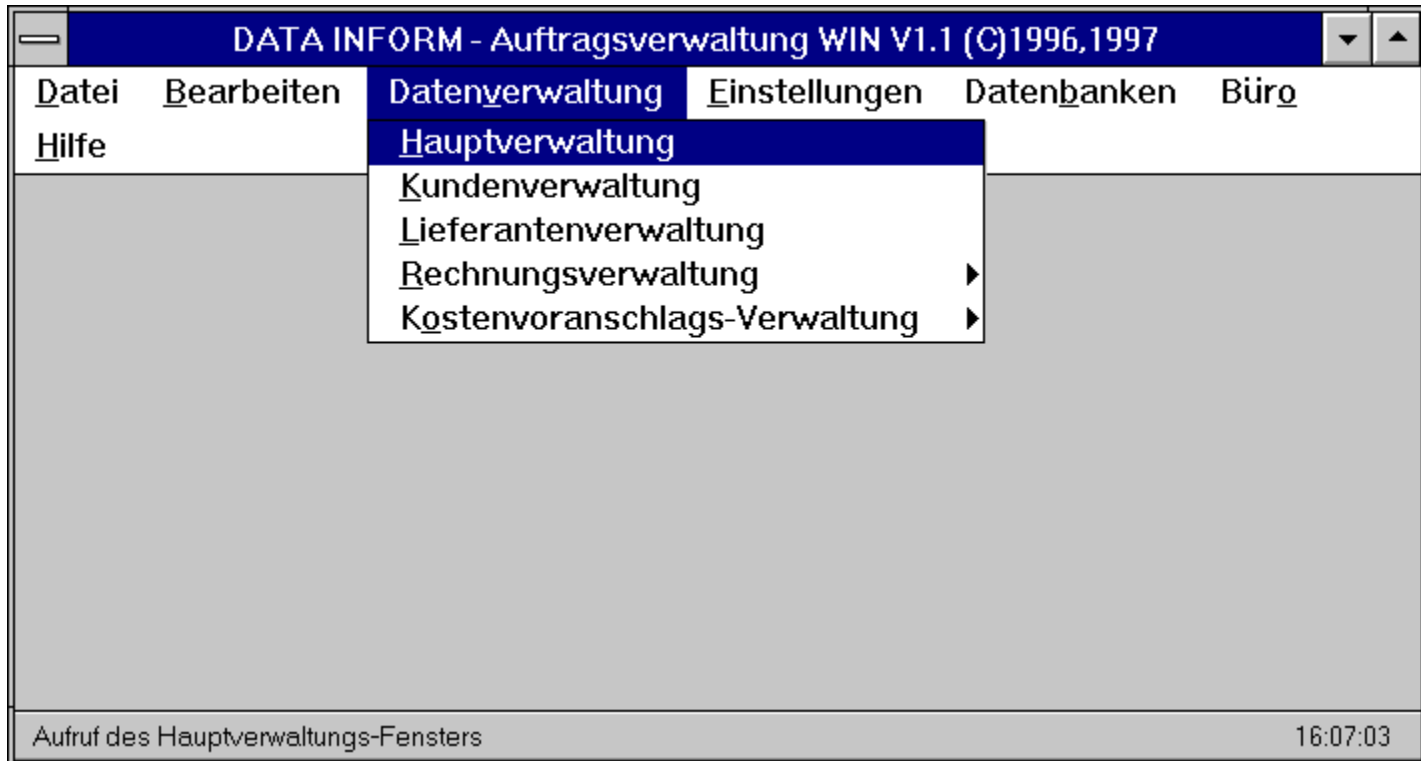 DATA INFORM - Auftragsverwaltung WIN V1.1 (C)1996,1997
Datei Bearbeiten Datenverwaltung Einstellungen Datenbanken Büro
Hilfe
Hauptverwaltung
Kundenverwaltung
Lieferantenverwaltung
Rechnungsverwaltung
Kostenvoranschlags-Verwaltung
Aufruf des Hauptverwaltungs-Fensters 16:07:03